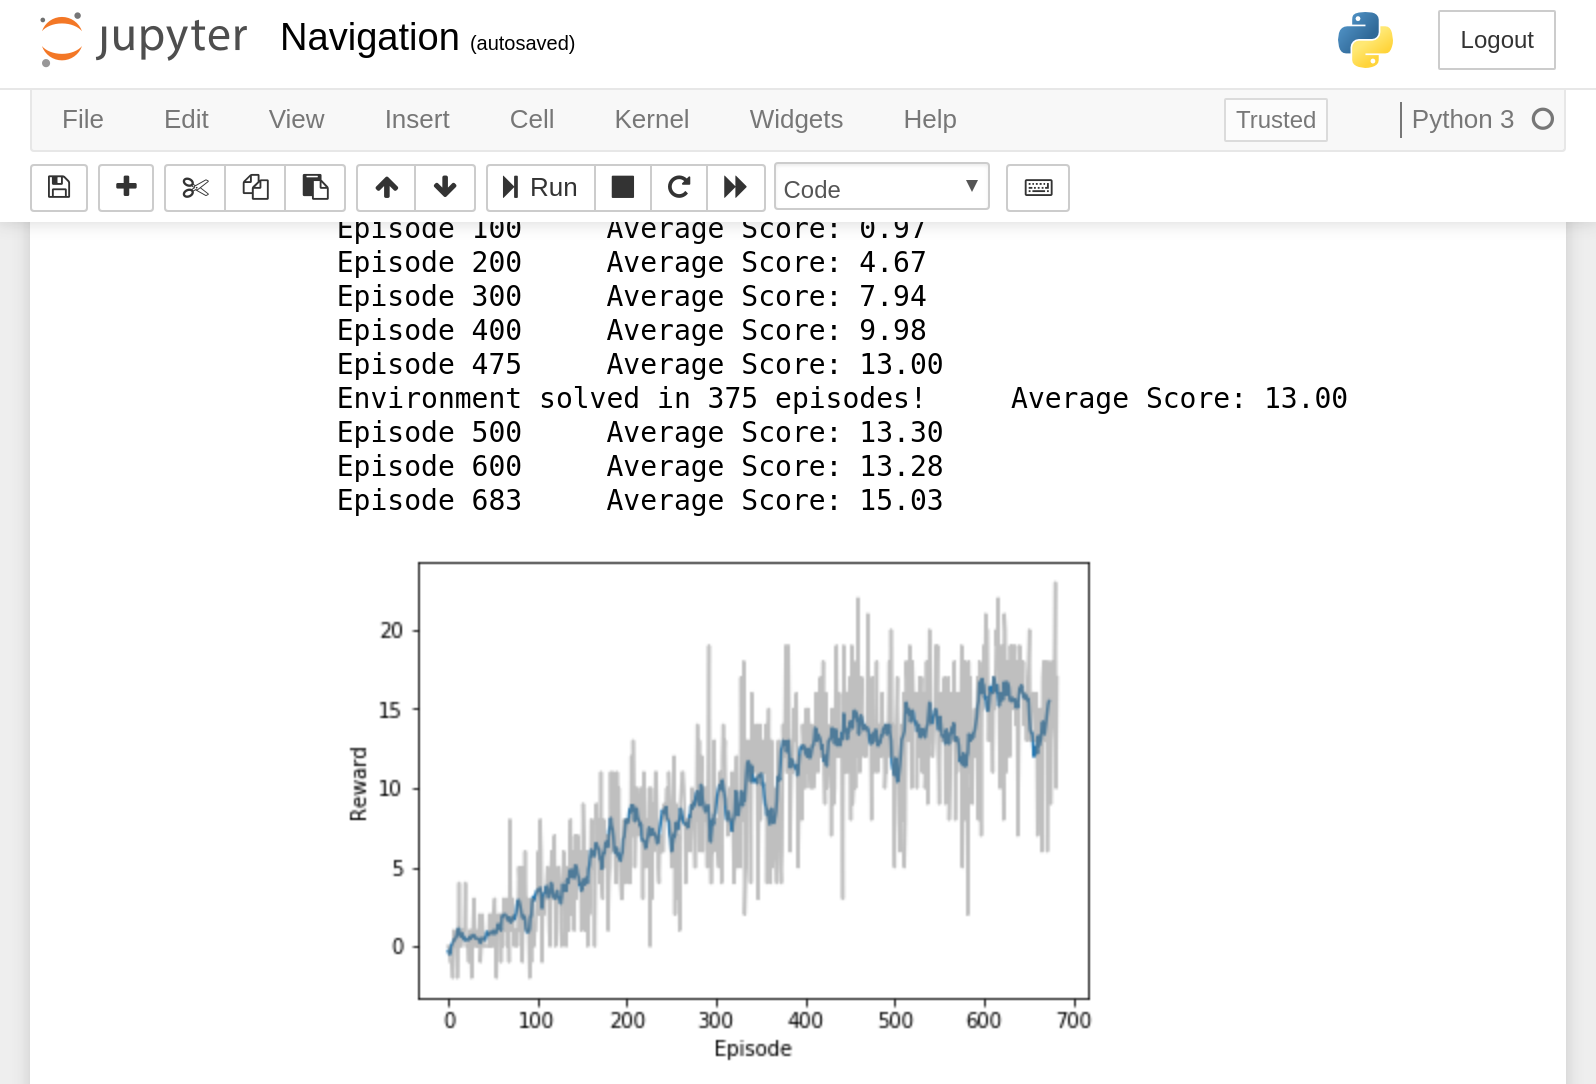 jupyter Navigation (autosaved) Logout
File Edit View Insert Cell Kernel Widgets Help Trusted Python 3
Run Code
Episode 100 Average Score: 0.97
Episode 200 Average Score: 4.67
Episode 300 Average Score: 7.94
Episode 400 Average Score: 9.98
Episode 475 Average Score: 13.00
Environment solved in 375 episodes! Average Score: 13.00
Episode 500 Average Score: 13.30
Episode 600 Average Score: 13.28
Episode 683 Average Score: 15.03
20
15
10
5
0
Reward
0 100 200 300 400 500 600 700
Episode